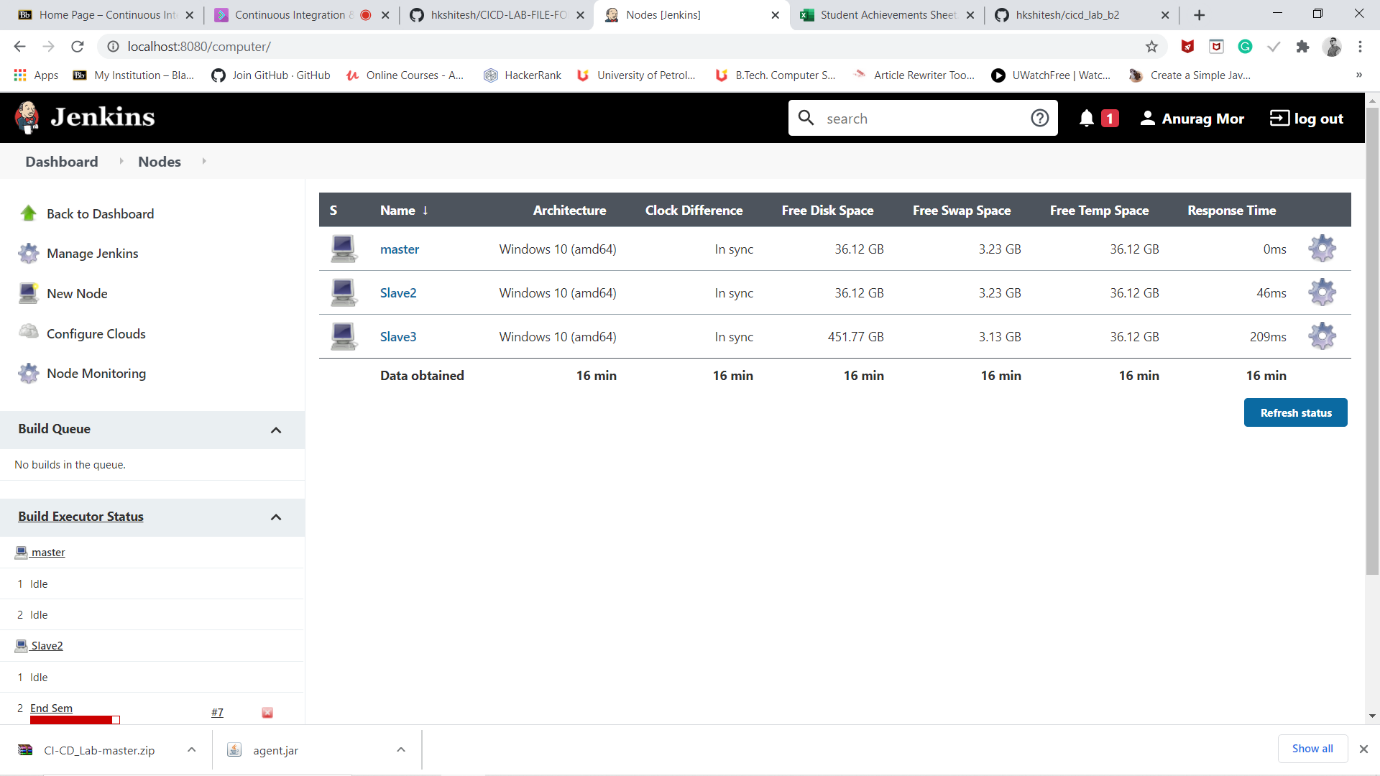 Home Page – Continuous Int
Continuous Integration &
hkshitesh/CICD-LAB-FILE-FO
Nodes [Jenkins]
Student Achievements Sheet.
hkshitesh/cicd_lab_b2
localhost:8080/computer/
Apps
Bb My Institution – Bla...
Join GitHub · GitHub
Online Courses - A...
HackerRank
University of Petrol...
B.Tech. Computer S...
Article Rewriter Too...
UWatchFree | Watc...
Create a Simple Jav...
»
Jenkins
search
1
Anurag Mor
log out
Dashboard
Nodes
Back to Dashboard
Manage Jenkins
New Node
Configure Clouds
Node Monitoring
Build Queue
No builds in the queue.
Build Executor Status
master
1 Idle
2 Idle
Slave2
1 Idle
2 End Sem #7
S Name ↓ Architecture Clock Difference Free Disk Space Free Swap Space Free Temp Space Response Time
master Windows 10 (amd64) In sync 36.12 GB 3.23 GB 36.12 GB 0ms
Slave2 Windows 10 (amd64) In sync 36.12 GB 3.23 GB 36.12 GB 46ms
Slave3 Windows 10 (amd64) In sync 451.77 GB 3.13 GB 36.12 GB 209ms
Data obtained 16 min 16 min 16 min 16 min 16 min 16 min
Refresh status
CI-CD_Lab-master.zip
agent.jar
Show all